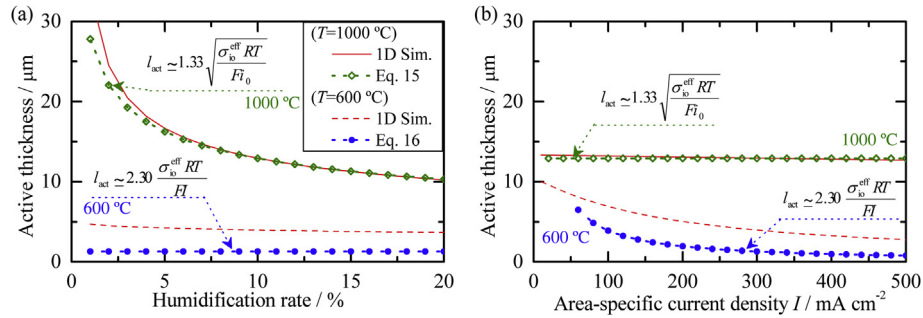 (a)
30
20
10
0
Active thickness / μm
0 5 10 15 20
Humidification rate / %
(T=1000 ºC)
1D Sim.
Eq. 15
(T=600 ºC)
1D Sim.
Eq. 16
l_act ≃1.33 √(σ_io^eff RT / Fi_0)
1000 ºC
l_act ≃2.30 σ_io^eff RT / FI
600 ºC
(b)
30
20
10
0
Active thickness / μm
0 100 200 300 400 500
Area-specific current density I / mA cm⁻²
l_act ≃1.33 √(σ_io^eff RT / Fi_0)
1000 ºC
l_act ≃2.30 σ_io^eff RT / FI
600 ºC